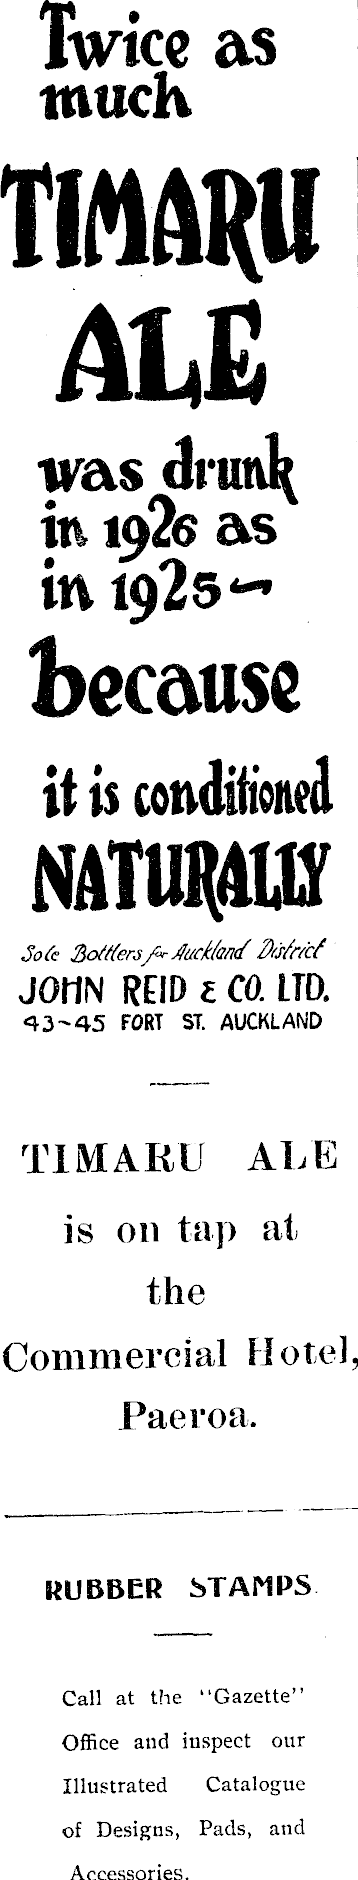 Twice as
much
TIMARU
ALE
was drunk
in 1926 as
in 1925~
because
it is conditioned
NATURALLY
Sole Bottlers for Auckland District
JOHN REID & CO. LTD.
43~45 FORT ST. AUCKLAND
TIMARU ALE
is on tap at
the
Commercial Hotel,
Paeroa.
RUBBER STAMPS.
Call at the "Gazette"
Office and inspect our
Illustrated Catalogue
of Designs, Pads, and
Accessories.